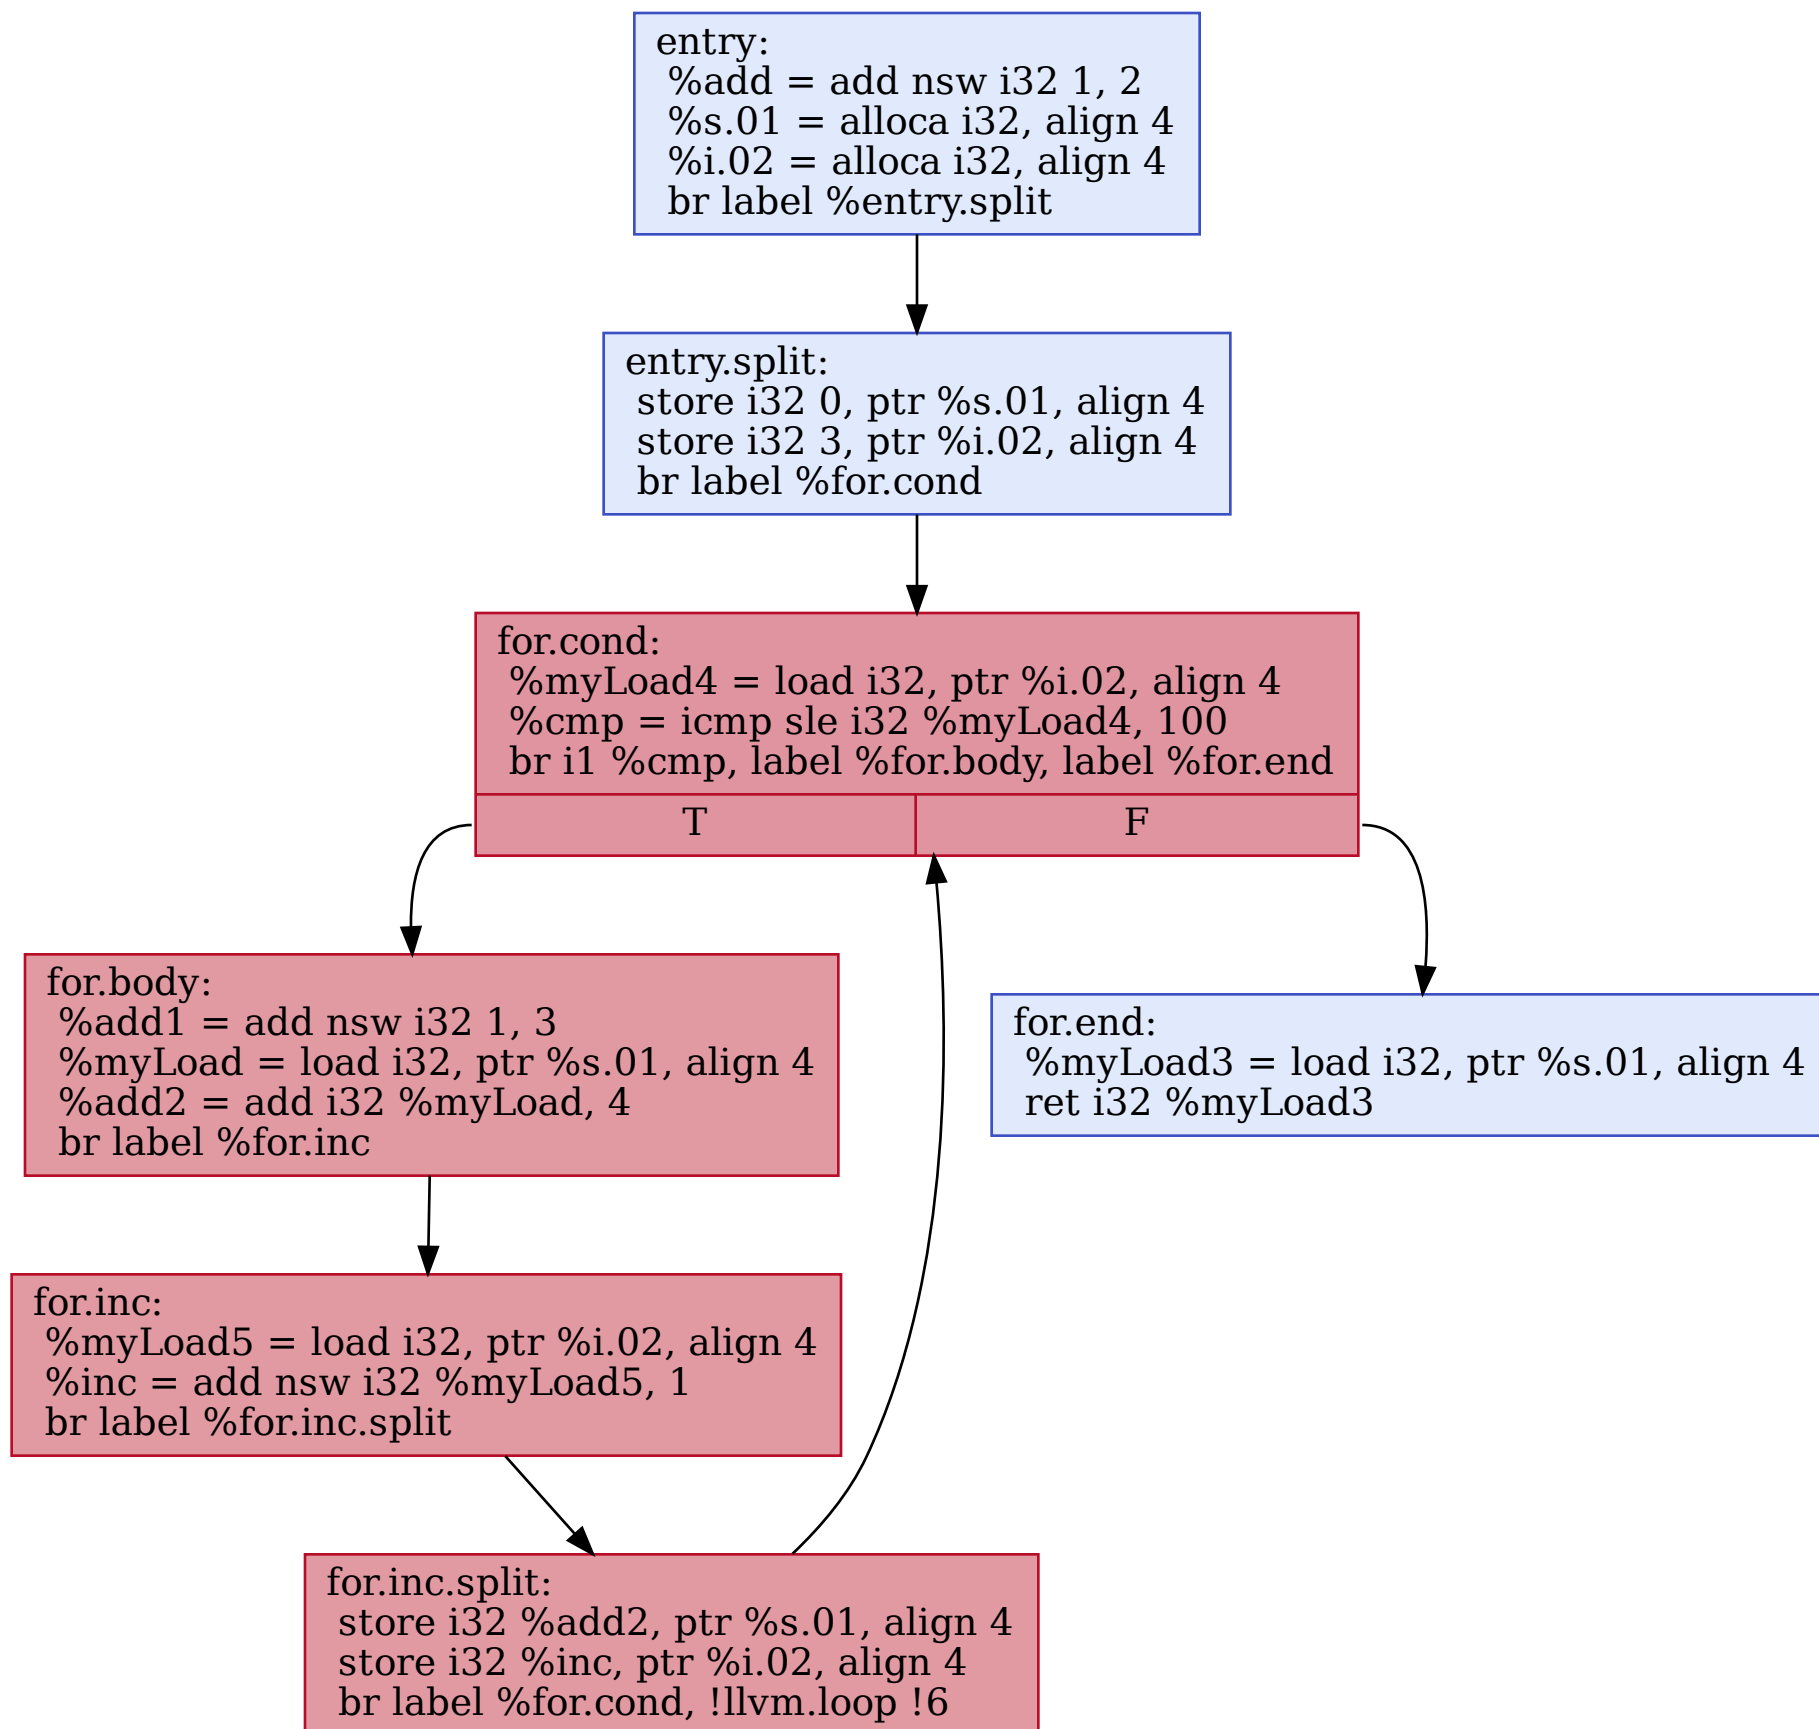 entry:
%add = add nsw i32 1, 2
%s.01 = alloca i32, align 4
%i.02 = alloca i32, align 4
br label %entry.split
entry.split:
store i32 0, ptr %s.01, align 4
store i32 3, ptr %i.02, align 4
br label %for.cond
for.cond:
%myLoad4 = load i32, ptr %i.02, align 4
%cmp = icmp sle i32 %myLoad4, 100
br i1 %cmp, label %for.body, label %for.end
T
F
for.body:
%add1 = add nsw i32 1, 3
%myLoad = load i32, ptr %s.01, align 4
%add2 = add i32 %myLoad, 4
br label %for.inc
for.end:
%myLoad3 = load i32, ptr %s.01, align 4
ret i32 %myLoad3
for.inc:
%myLoad5 = load i32, ptr %i.02, align 4
%inc = add nsw i32 %myLoad5, 1
br label %for.inc.split
for.inc.split:
store i32 %add2, ptr %s.01, align 4
store i32 %inc, ptr %i.02, align 4
br label %for.cond, !llvm.loop !6